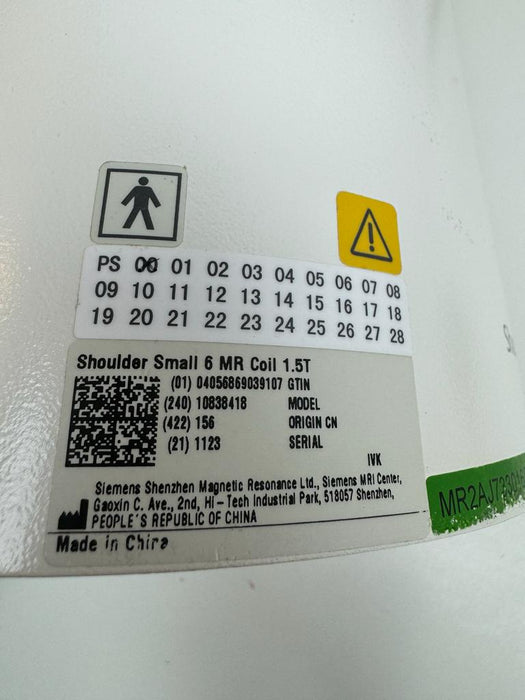 PS 00 01 02 03 04 05 06 07 08
09 10 11 12 13 14 15 16 17 18
19 20 21 22 23 24 25 26 27 28
Shoulder Small 6 MR Coil 1.5T
(01) 04056869039107 GTIN
(240) 10838418 MODEL
(422) 156 ORIGIN CN
(21) 1123 SERIAL
IVK
Siemens Shenzhen Magnetic Resonance Ltd., Siemens MRI Center,
Gaoxin C. Ave., 2nd, Hi - Tech Industrial Park, 518057 Shenzhen,
PEOPLE'S REPUBLIC OF CHINA
Made in China